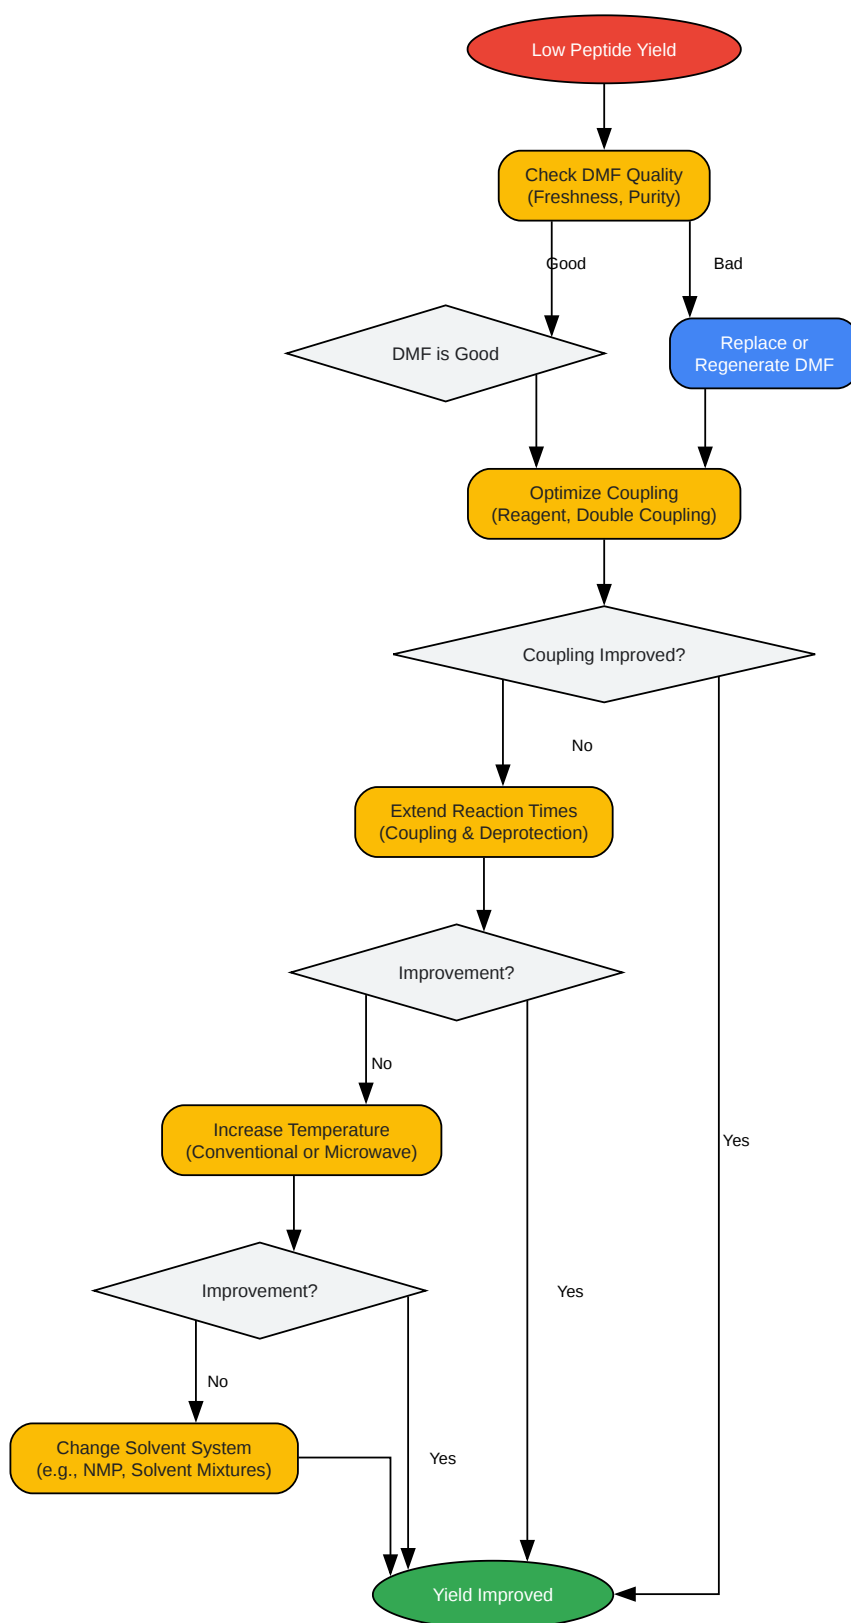 Low Peptide Yield
Check DMF Quality
(Freshness, Purity)
Good
Bad
DMF is Good
Replace or
Regenerate DMF
Optimize Coupling
(Reagent, Double Coupling)
Coupling Improved?
No
Extend Reaction Times
(Coupling & Deprotection)
Improvement?
No
Increase Temperature
(Conventional or Microwave)
Yes
Improvement?
Yes
No
Change Solvent System
(e.g., NMP, Solvent Mixtures)
Yes
Yield Improved